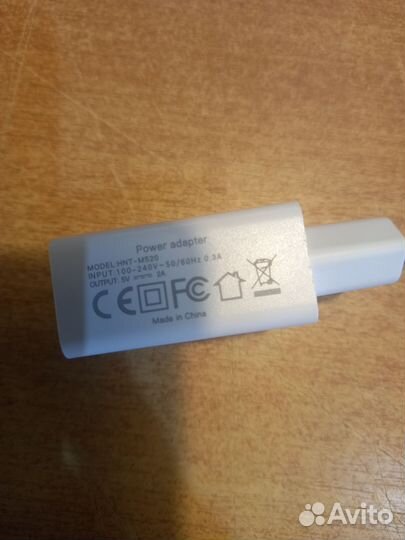 Power adapter
MODEL:HNT-M520
INPUT:100-240V~50/60Hz 0.3A
OUTPUT: 5V ⎓ 2A
CE FC
Made in China
Avito